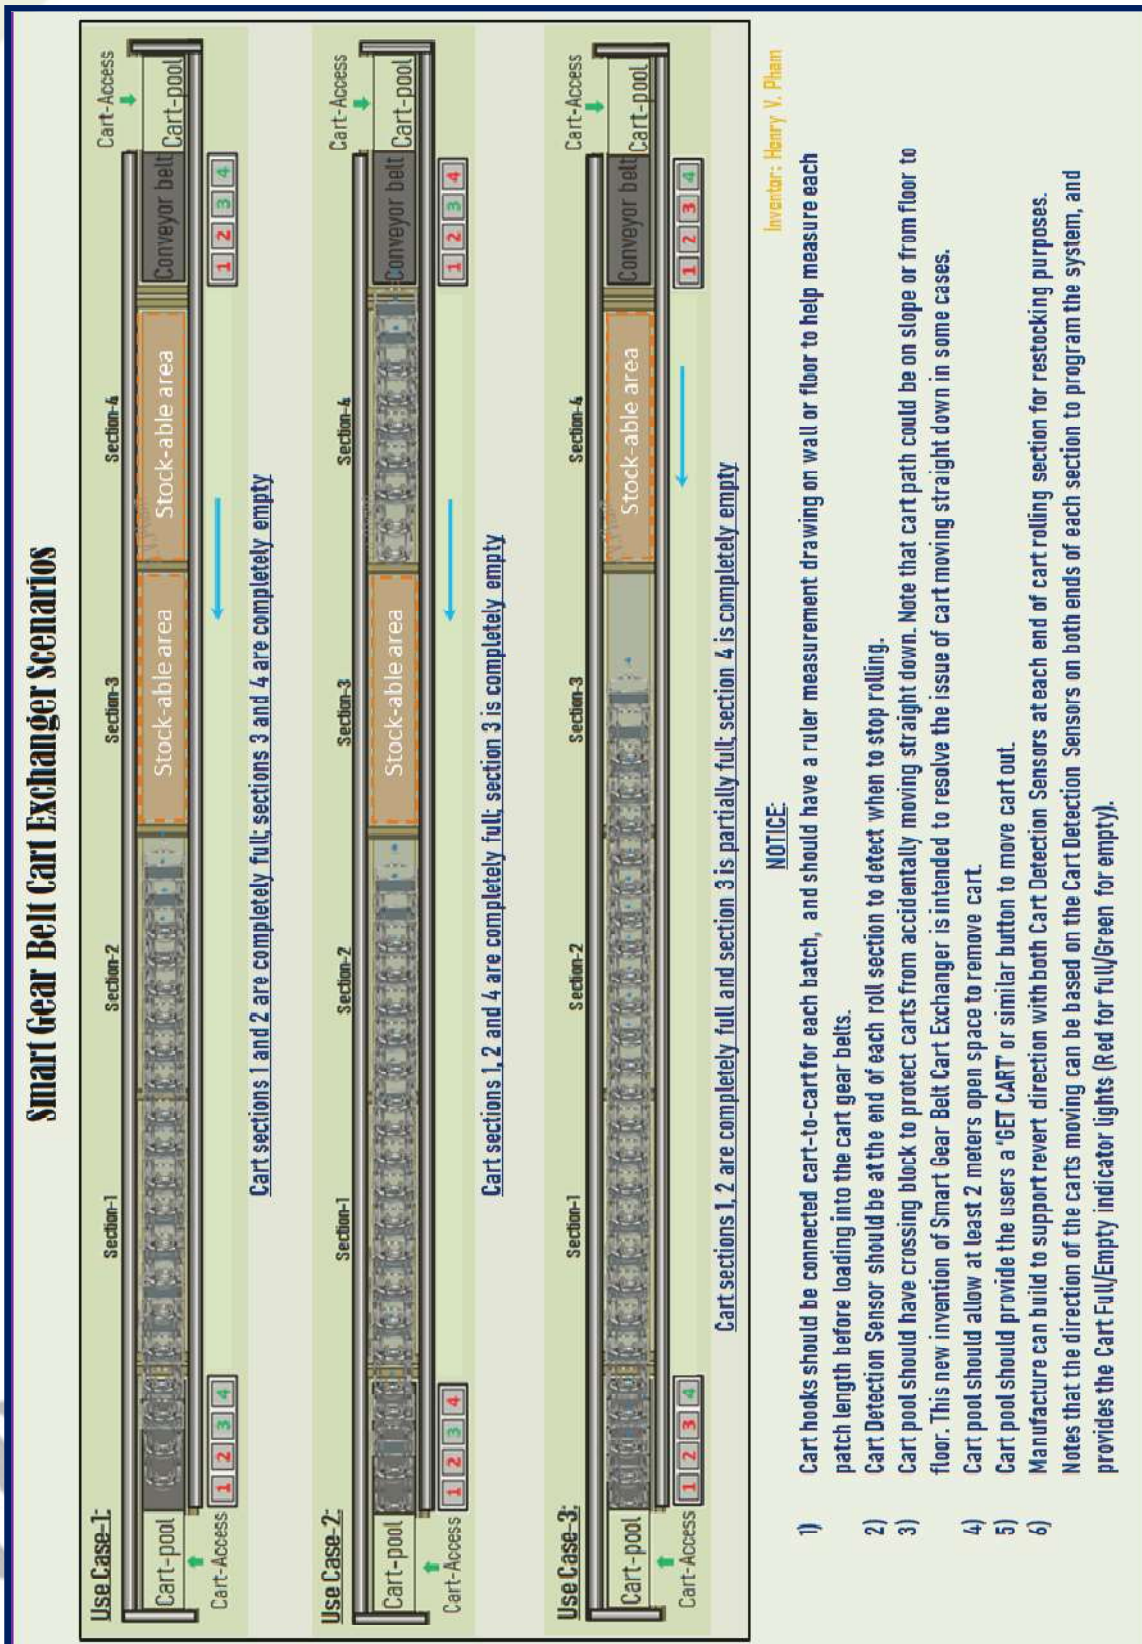 Smart Gear Belt Cart Exchanger Scenarios
Use Case-1:
Section-1
Section-2
Section-3
Section-4
Cart-Access
Cart-pool
Stock-able area
Stock-able area
Conveyor belt
Cart-pool
Cart-Access
1 2 3 4
1 2 3 4
Cart sections 1 and 2 are completely full; sections 3 and 4 are completely empty
Use Case-2:
Section-1
Section-2
Section-3
Section-4
Cart-Access
Cart-pool
Stock-able area
Conveyor belt
Cart-pool
Cart-Access
1 2 3 4
1 2 3 4
Cart sections 1, 2 and 4 are completely full; section 3 is completely empty
Use Case-3:
Section-1
Section-2
Section-3
Section-4
Cart-Access
Cart-pool
Stock-able area
Conveyor belt
Cart-pool
Cart-Access
1 2 3 4
1 2 3 4
Cart sections 1, 2 are completely full and section 3 is partially full; section 4 is completely empty
Inventor: Henry V. Pham
NOTICE:
1) Cart hooks should be connected cart-to-cart for each batch, and should have a ruler measurement drawing on wall or floor to help measure each
patch length before loading into the cart gear belts.
2) Cart Detection Sensor should be at the end of each roll section to detect when to stop rolling.
3) Cart pool should have crossing block to protect carts from accidentally moving straight down. Note that cart path could be on slope or from floor to
floor. This new invention of Smart Gear Belt Cart Exchanger is intended to resolve the issue of cart moving straight down in some cases.
4) Cart pool should allow at least 2 meters open space to remove cart.
5) Cart pool should provide the users a 'GET CART' or similar button to move cart out.
6) Manufacture can build to support revert direction with both Cart Detection Sensors at each end of cart rolling section for restocking purposes.
Notes that the direction of the carts moving can be based on the Cart Detection Sensors on both ends of each section to program the system, and
provides the Cart Full/Empty indicator lights (Red for full/Green for empty).